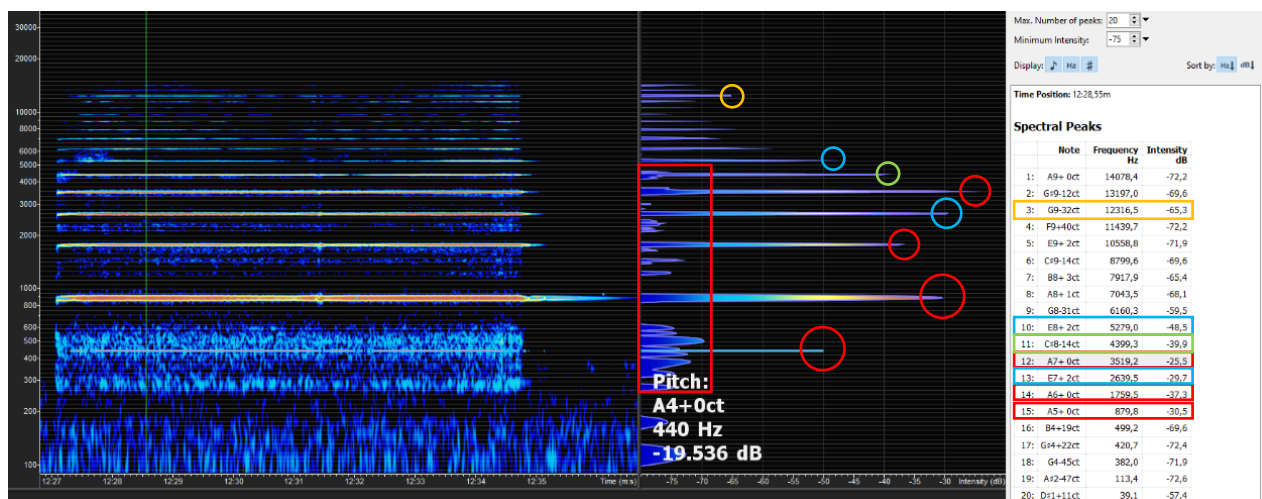 30000
20000
10000
8000
6000
5000
4000
3000
2000
1000
800
600
500
400
300
200
100
12:27 12:28 12:29 12:30 12:31 12:32 12:33 12:34 12:35 Time (m:s)
-75 -70 -65 -60 -55 -50 -45 -40 -35 -30 Intensity (dB)
Pitch:
A4+0ct
440 Hz
-19.536 dB
Max. Number of peaks: 20
Minimum Intensity: -75
Display: ♪ Hz # Sort by: Hz↓ dB↓
Time Position: 12:28,55m
Spectral Peaks
Note Frequency Hz Intensity dB
1: A9+ 0ct 14078,4 -72,2
2: G♯9-12ct 13197,0 -69,6
3: G9-32ct 12316,5 -65,3
4: F9+40ct 11439,7 -72,2
5: E9+ 2ct 10558,8 -71,9
6: C♯9-14ct 8799,6 -69,6
7: B8+ 3ct 7917,9 -65,4
8: A8+ 1ct 7043,5 -68,1
9: G8-31ct 6160,3 -59,5
10: E8+ 2ct 5279,0 -48,5
11: C♯8-14ct 4399,3 -39,9
12: A7+ 0ct 3519,2 -25,5
13: E7+ 2ct 2639,5 -29,7
14: A6+ 0ct 1759,5 -37,3
15: A5+ 0ct 879,8 -30,5
16: B4+19ct 499,2 -69,6
17: G♯4+22ct 420,7 -72,4
18: G4-45ct 382,0 -71,9
19: A♯2-47ct 113,4 -72,6
20: D♯1+11ct 39,1 -57,4